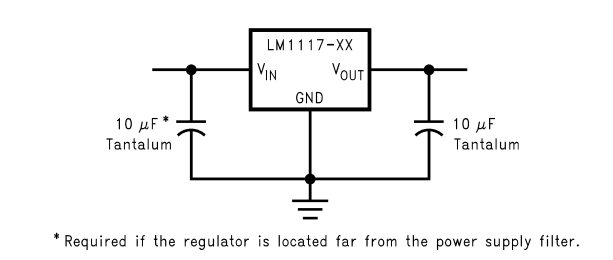 LM1117-XX
VIN VOUT
GND
10 µF* 10 µF
Tantalum Tantalum
* Required if the regulator is located far from the power supply filter.